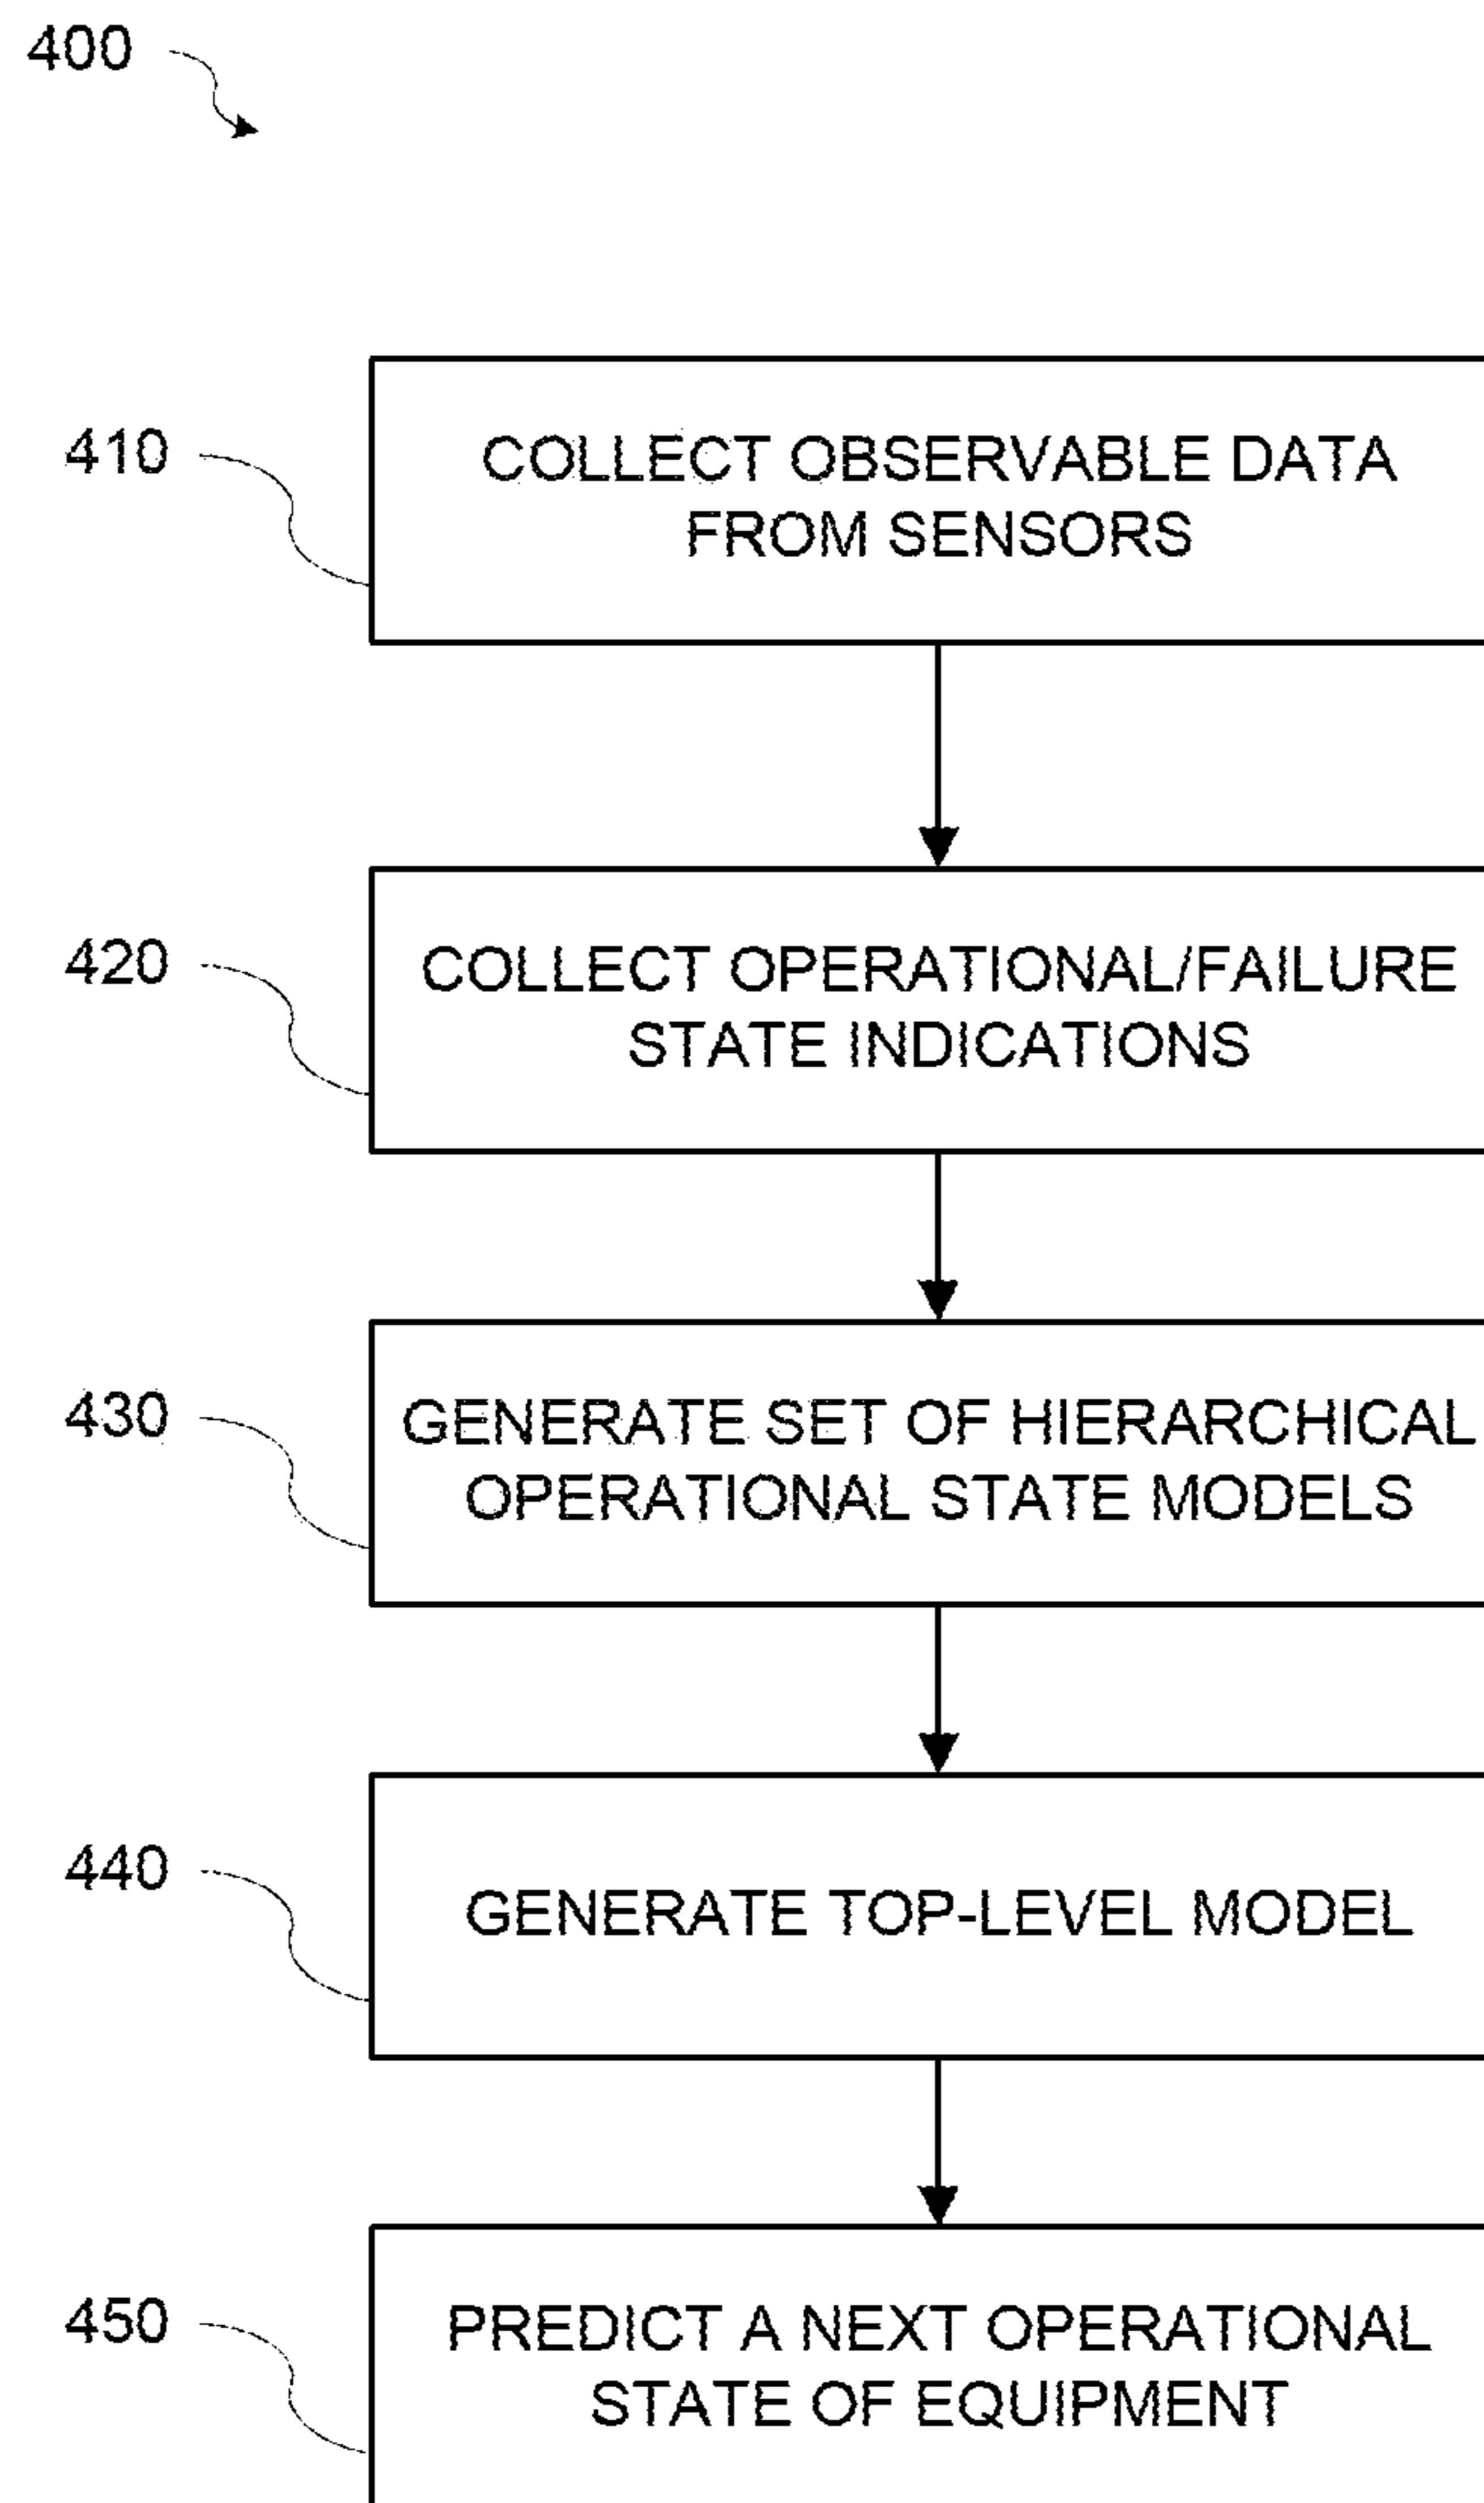 400
410
COLLECT OBSERVABLE DATA
FROM SENSORS
420
COLLECT OPERATIONAL/FAILURE
STATE INDICATIONS
430
GENERATE SET OF HIERARCHICAL
OPERATIONAL STATE MODELS
440
GENERATE TOP-LEVEL MODEL
450
PREDICT A NEXT OPERATIONAL
STATE OF EQUIPMENT